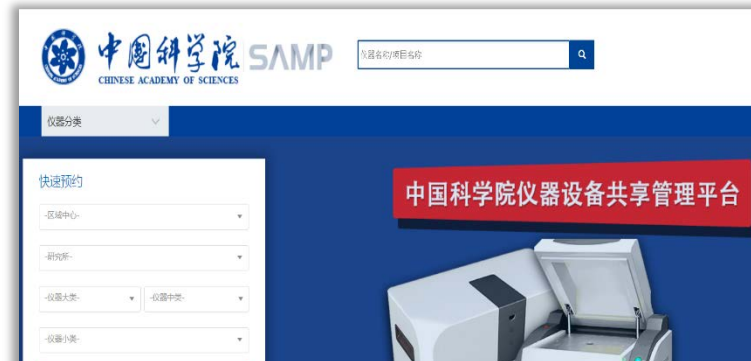 中国科学院 SAMP
CHINESE ACADEMY OF SCIENCES
仪器名称/项目名称
仪器分类
快速预约
中国科学院仪器设备共享管理平台
-区域中心-
-研究所-
-仪器大类- -仪器中类-
-仪器小类-